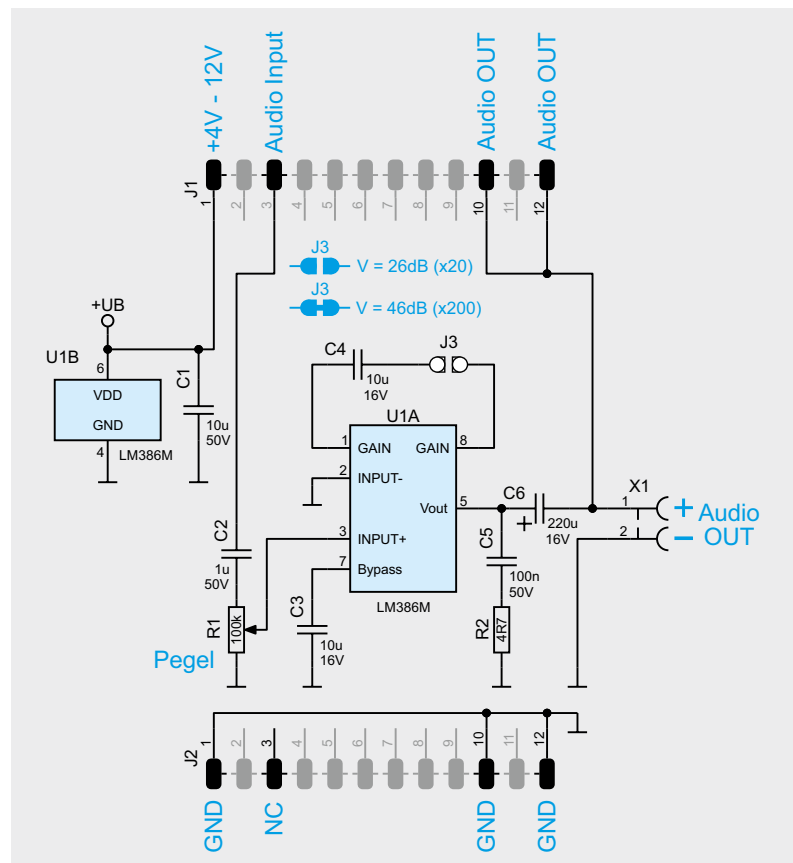 +4V - 12V
Audio Input
Audio OUT
Audio OUT
J1
1
2
3
4
5
6
7
8
9
10
11
12
J3
V = 26dB (x20)
J3
V = 46dB (x200)
+UB
U1B
6
VDD
GND
4
LM386M
C1
10u
50V
C4
10u
16V
J3
U1A
1
GAIN
GAIN
8
2
INPUT-
Vout
5
3
INPUT+
7
Bypass
LM386M
C2
1u
50V
R1
100k
Pegel
C3
10u
16V
C6
+
220u
16V
C5
100n
50V
R2
4R7
X1
1
2
+ Audio
− OUT
J2
1
2
3
4
5
6
7
8
9
10
11
12
GND
NC
GND
GND